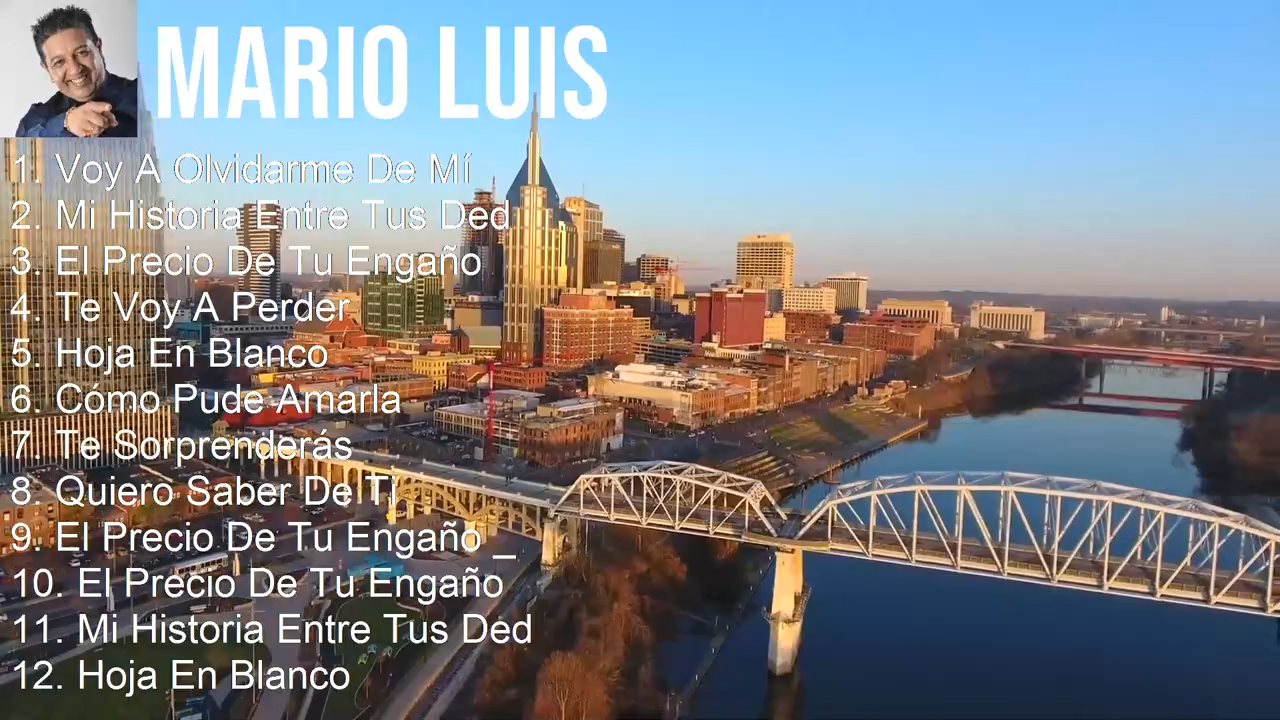 MARIO LUIS
1. Voy A Olvidarme De Mí
2. Mi Historia Entre Tus Ded
3. El Precio De Tu Engaño
4. Te Voy A Perder
5. Hoja En Blanco
6. Cómo Pude Amarla
7. Te Sorprenderás
8. Quiero Saber De Ti
9. El Precio De Tu Engaño _
10. El Precio De Tu Engaño
11. Mi Historia Entre Tus Ded
12. Hoja En Blanco